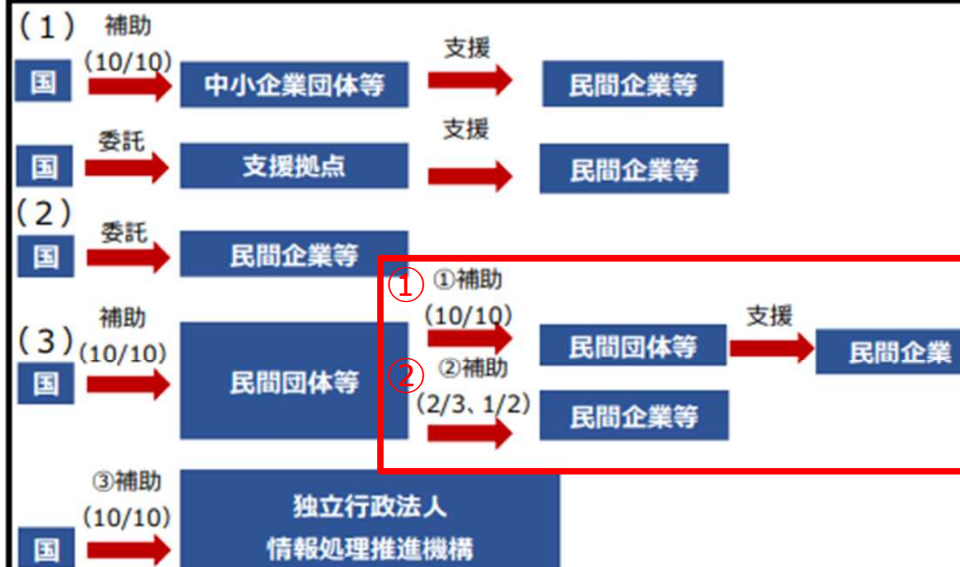 (1) 補助
(10/10)
国
中小企業団体等
支援
民間企業等
委託
国
支援拠点
支援
民間企業等
(2)
委託
国
民間企業等
(3) 補助
(10/10)
国
民間団体等
① ①補助
(10/10)
民間団体等
支援
民間企業
② ②補助
(2/3、1/2)
民間企業等
③補助
(10/10)
国
独立行政法人
情報処理推進機構